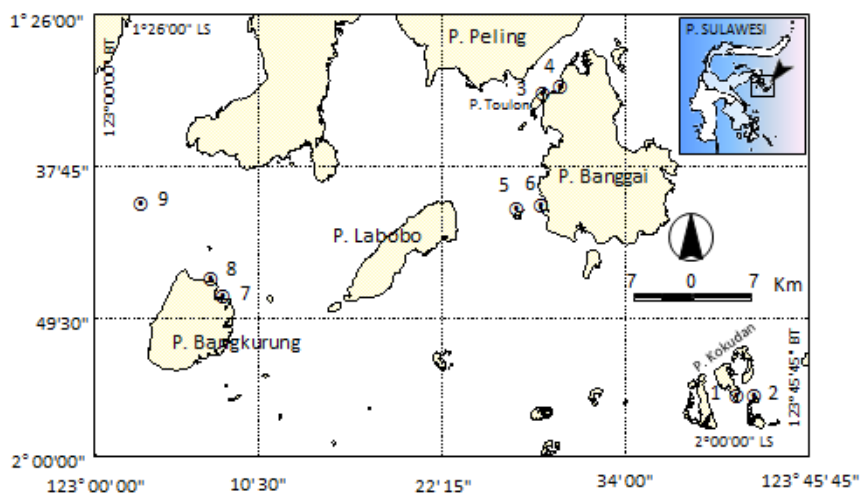 1° 26'00"
1°26'00" LS
123°00'00" BT
P. Peling
P. SULAWESI
4
3
P. Toulon
37'45"
P. Banggai
9
5
6
P. Labobo
8
7
7 0 7 Km
49'30"
P. Bangkurung
P. Kokudan
123°45'45" BT
1
2
2°00'00" LS
2° 00'00"
123° 00'00"
10'30"
22'15"
34'00"
123°45'45"